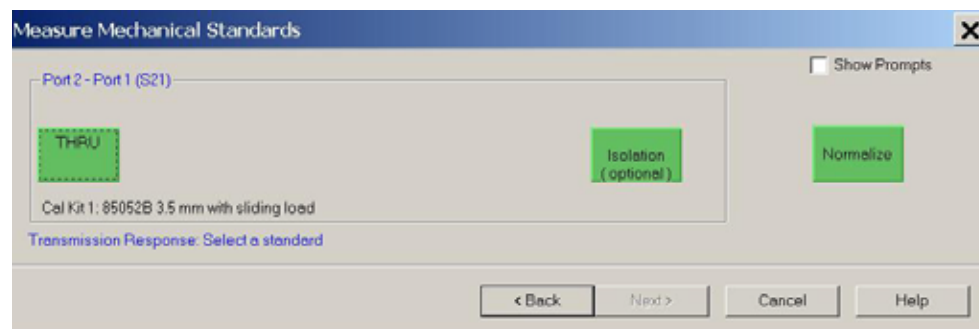 Measure Mechanical Standards
Show Prompts
Port 2 - Port 1 (S21)
THRU
Isolation
(optional)
Normalize
Cal Kit 1: 85052B 3.5 mm with sliding load
Transmission Response: Select a standard
< Back
Next >
Cancel
Help